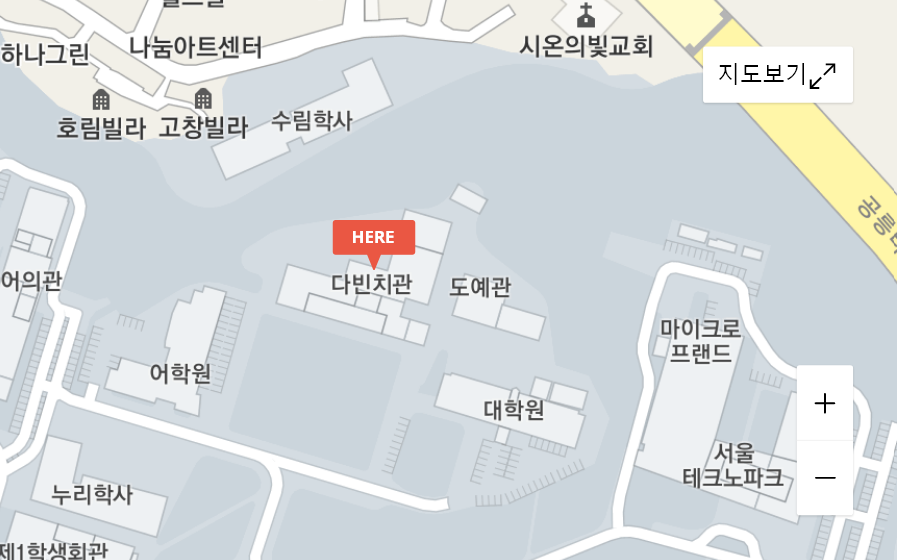 하나그린
나눔아트센터
시온의빛교회
지도보기
호림빌라
고창빌라
수림학사
HERE
다빈치관
도예관
어의관
마이크로
프랜드
어학원
대학원
서울
테크노파크
누리학사
제1학생회관